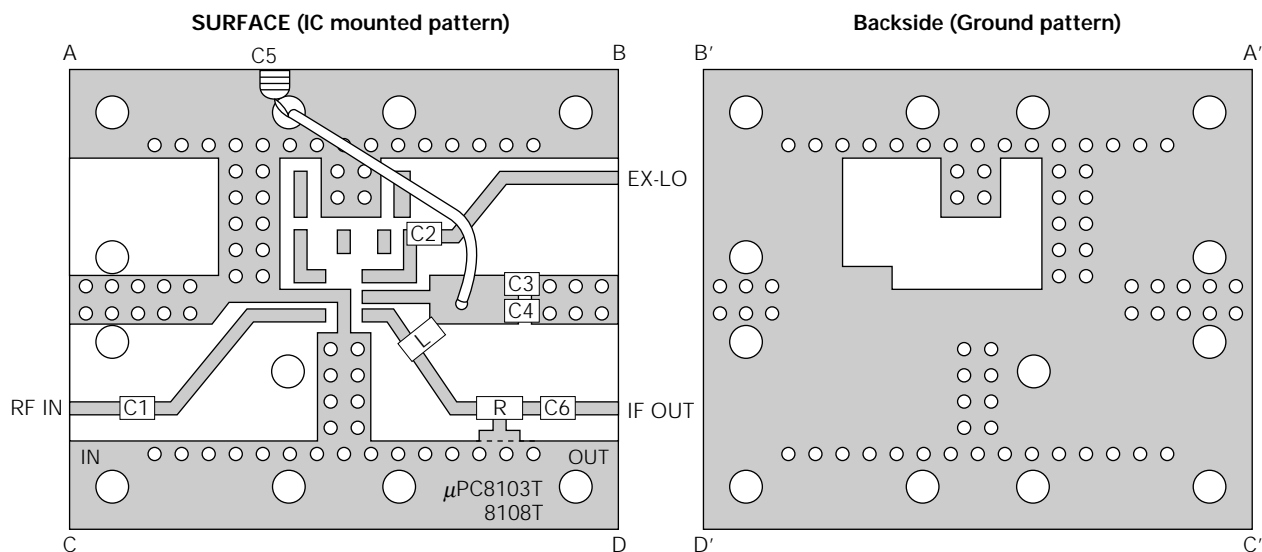 SURFACE (IC mounted pattern)
Backside (Ground pattern)
A
C5
B
B′
A′
EX-LO
C2
C3
C4
L
RF IN
C1
R
C6
IF OUT
IN
OUT
μPC8103T
8108T
C
D
D′
C′